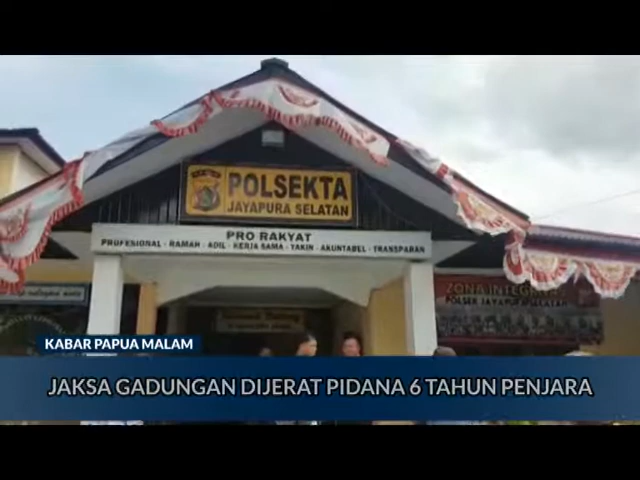 POLSEKTA
JAYAPURA SELATAN
PRO RAKYAT
PROFESIONAL - RAMAH - ADIL - KERJA SAMA - YAKIN - AKUNTABEL - TRANSPARAN
ZONA INTEGRITAS
POLSEK JAYAPURA SELATAN
KABAR PAPUA MALAM
JAKSA GADUNGAN DIJERAT PIDANA 6 TAHUN PENJARA